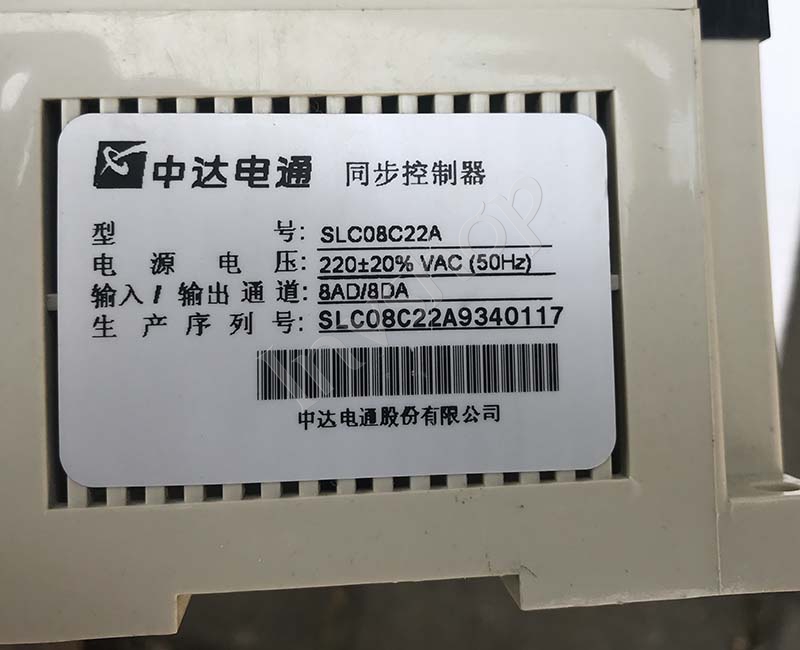 中达电通 同步控制器
型号: SLC08C22A
电源电压: 220±20% VAC (50Hz)
输入/输出通道: 8AD/8DA
生产序列号: SLC08C22A9340117
中达电通股份有限公司